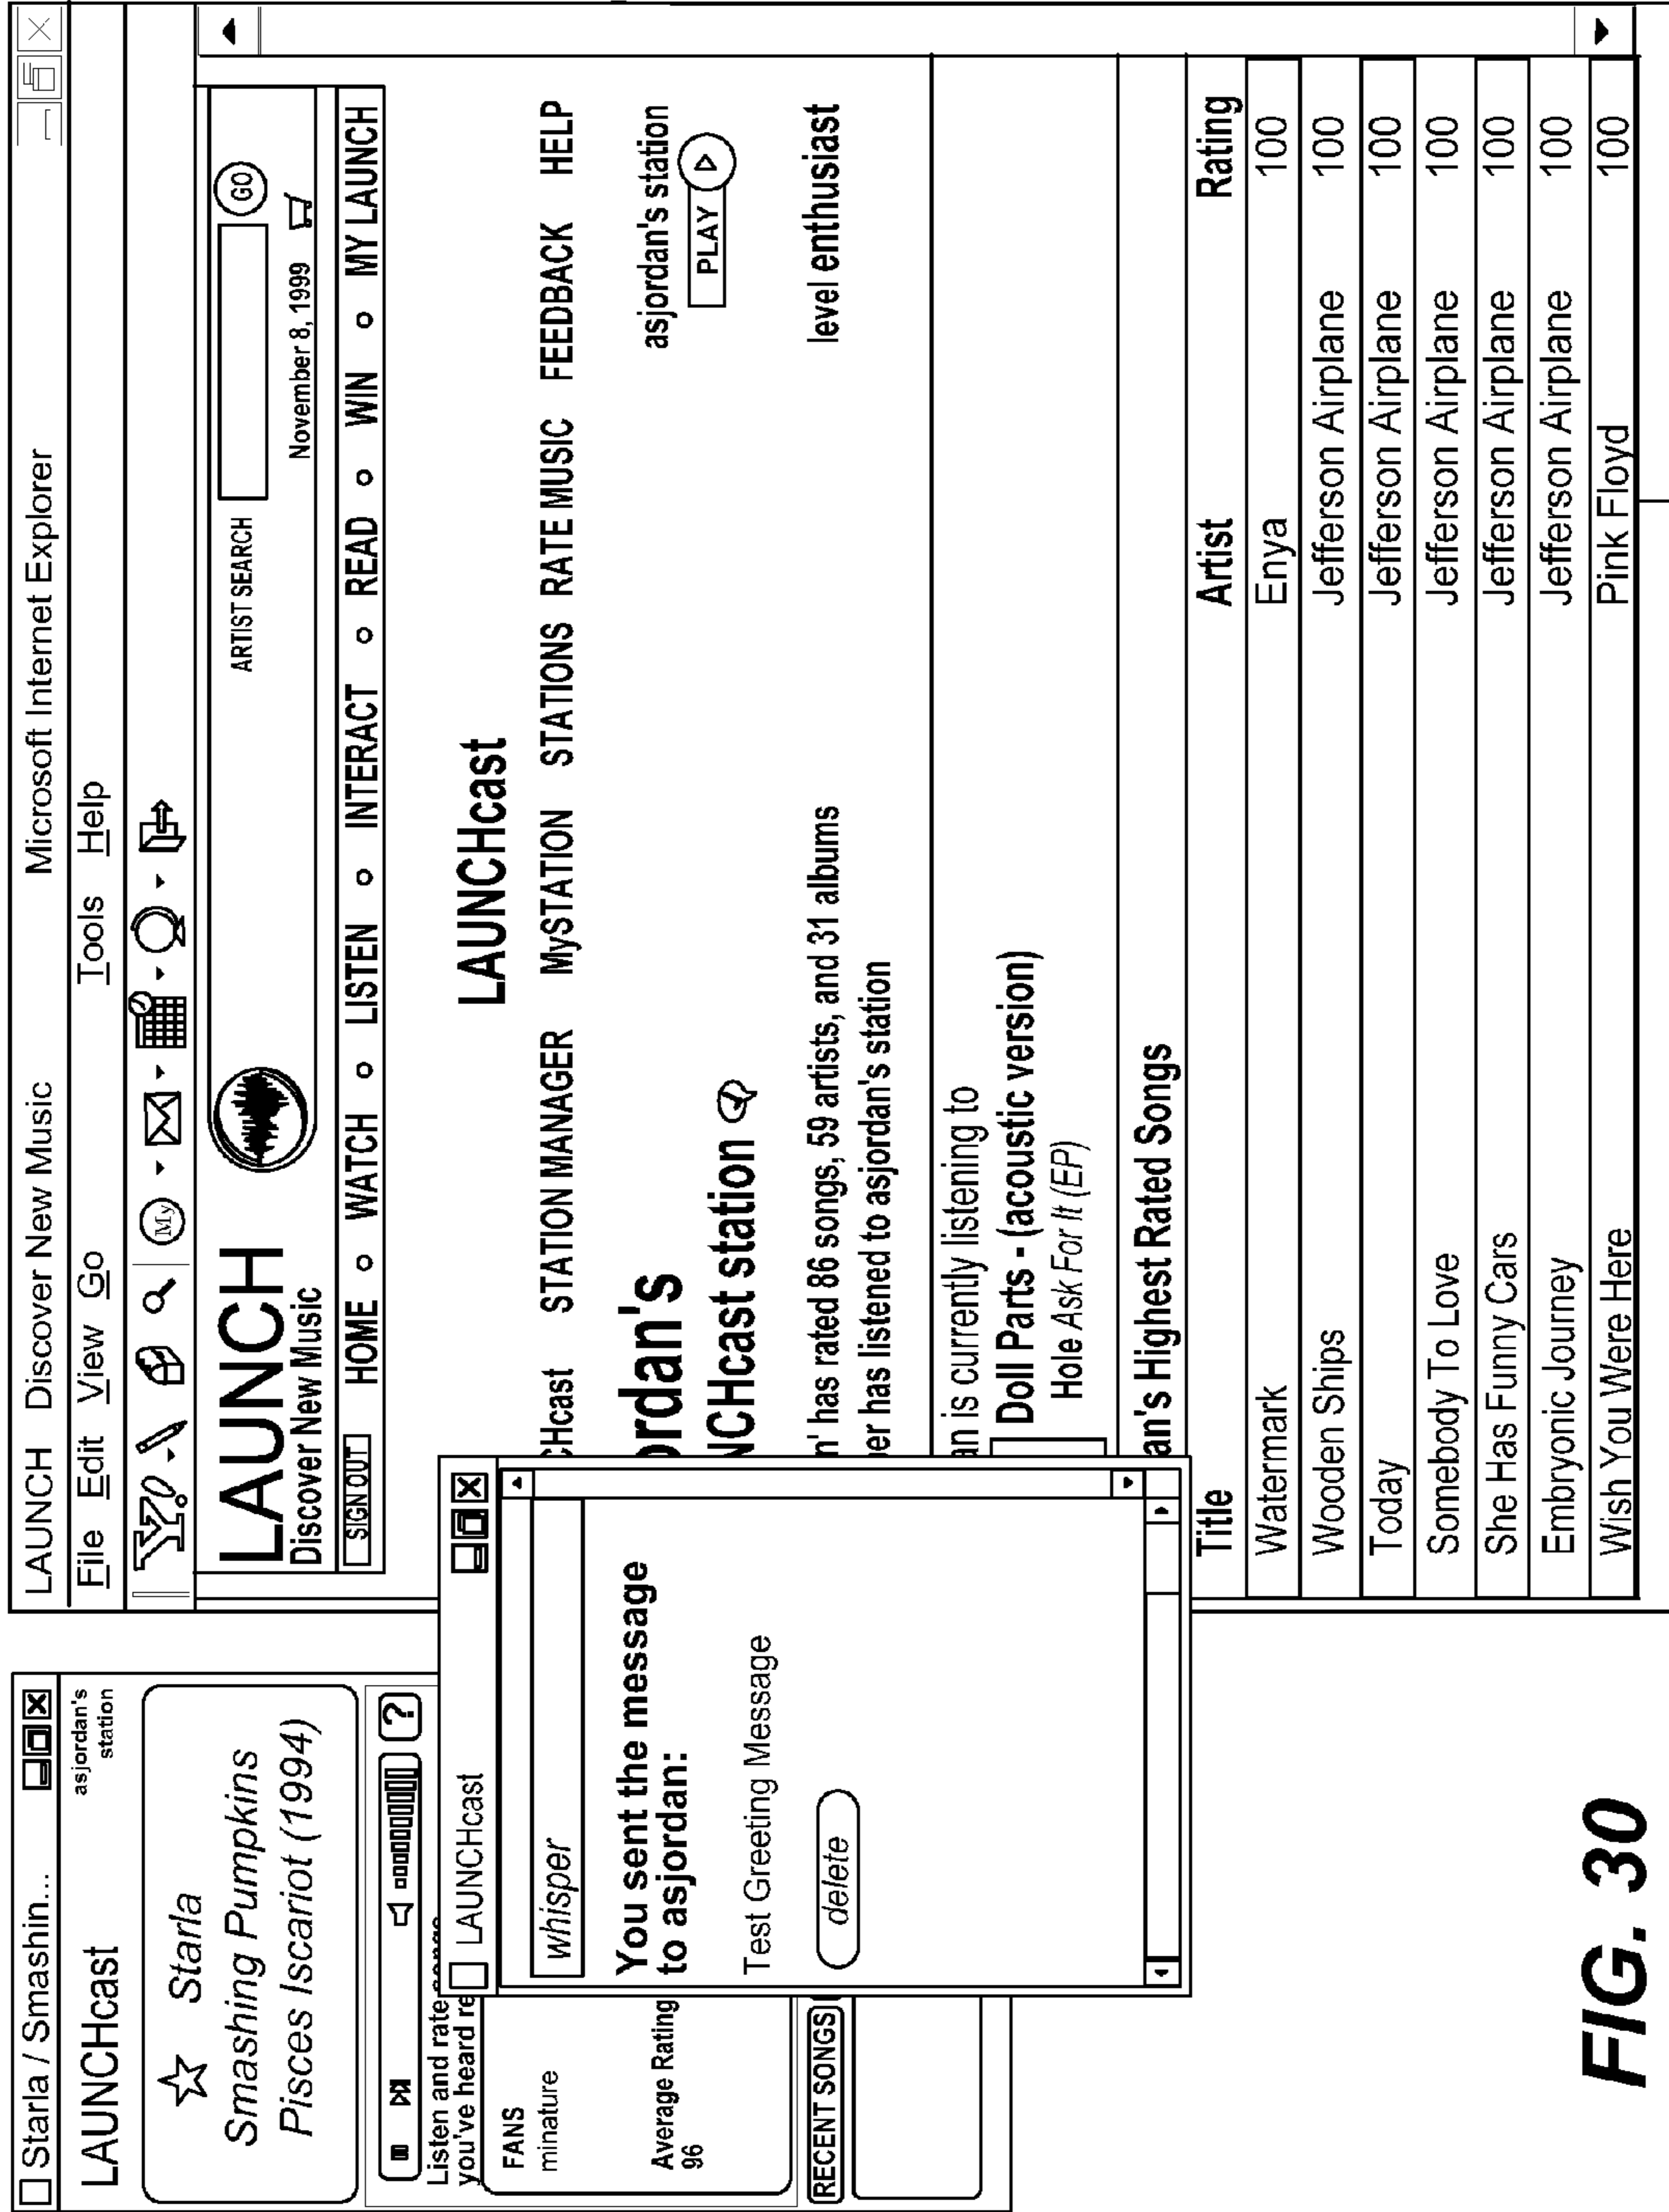 Starla / Smashin...
LAUNCHcast
asjordan's
station
Starla
Smashing Pumpkins
Pisces Iscariot (1994)
?
Listen and rate songs
you've heard re
FANS
minature
Average Rating
96
RECENT SONGS
LAUNCHcast
whisper
You sent the message
to asjordan:
Test Greeting Message
delete
LAUNCH Discover New Music Microsoft Internet Explorer
File Edit View Go Tools Help
Y! My
LAUNCH
Discover New Music
ARTIST SEARCH GO
November 8, 1999
SIGN OUT HOME o WATCH o LISTEN o INTERACT o READ o WIN o MY LAUNCH
LAUNCHcast
CHcast STATION MANAGER MySTATION STATIONS RATE MUSIC FEEDBACK HELP
ordan's
NCHcast station
asjordan's station
PLAY
n' has rated 86 songs, 59 artists, and 31 albums level enthusiast
er has listened to asjordan's station
an is currently listening to
Doll Parts - (acoustic version)
Hole Ask For It (EP)
an's Highest Rated Songs
Title Artist Rating
Watermark Enya 100
Wooden Ships Jefferson Airplane 100
Today Jefferson Airplane 100
Somebody To Love Jefferson Airplane 100
She Has Funny Cars Jefferson Airplane 100
Embryonic Journey Jefferson Airplane 100
Wish You Were Here Pink Floyd 100
FIG. 30